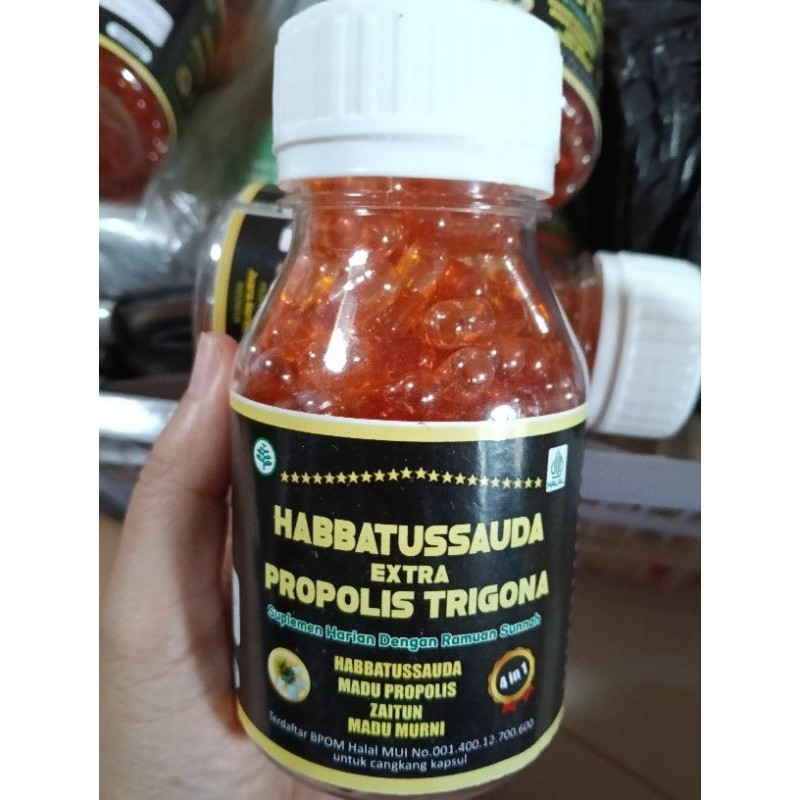 HALAL
HABBATUSSAUDA
EXTRA
PROPOLIS TRIGONA
Suplemen Harian Dengan Ramuan Sunnah
HABBATUSSAUDA
MADU PROPOLIS
ZAITUN
MADU MURNI
4 in 1
Terdaftar BPOM Halal MUI No.001.400.12.700.600
untuk cangkang kapsul